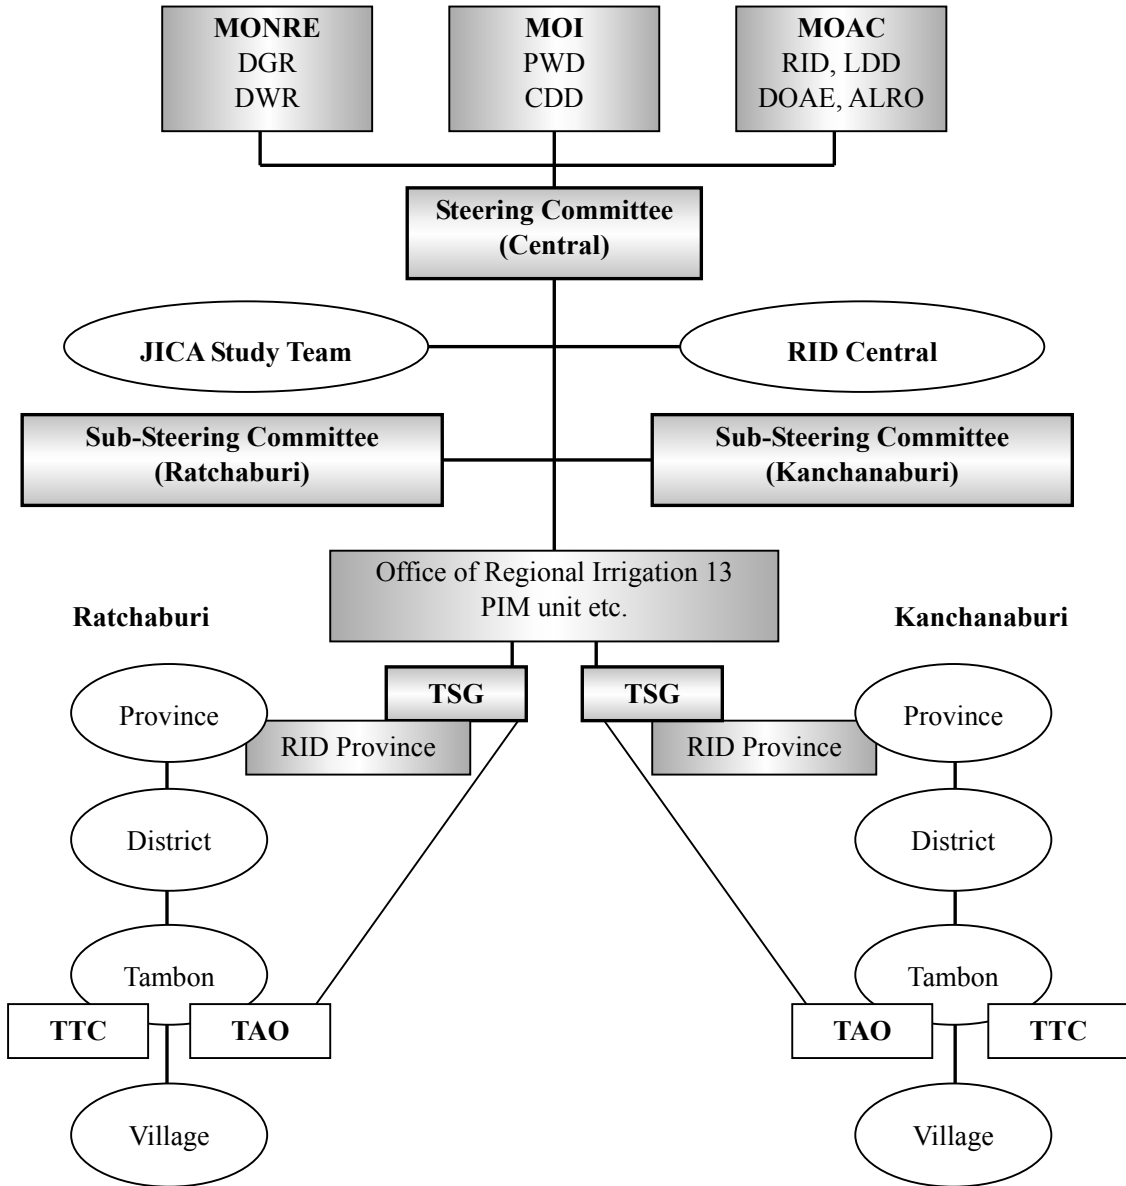 MONRE
DGR
DWR
MOI
PWD
CDD
MOAC
RID, LDD
DOAE, ALRO
Steering Committee
(Central)
JICA Study Team
RID Central
Sub-Steering Committee
(Ratchaburi)
Sub-Steering Committee
(Kanchanaburi)
Office of Regional Irrigation 13
PIM unit etc.
Ratchaburi
Kanchanaburi
TSG
TSG
Province
RID Province
RID Province
Province
District
District
Tambon
Tambon
TTC
TAO
TAO
TTC
Village
Village